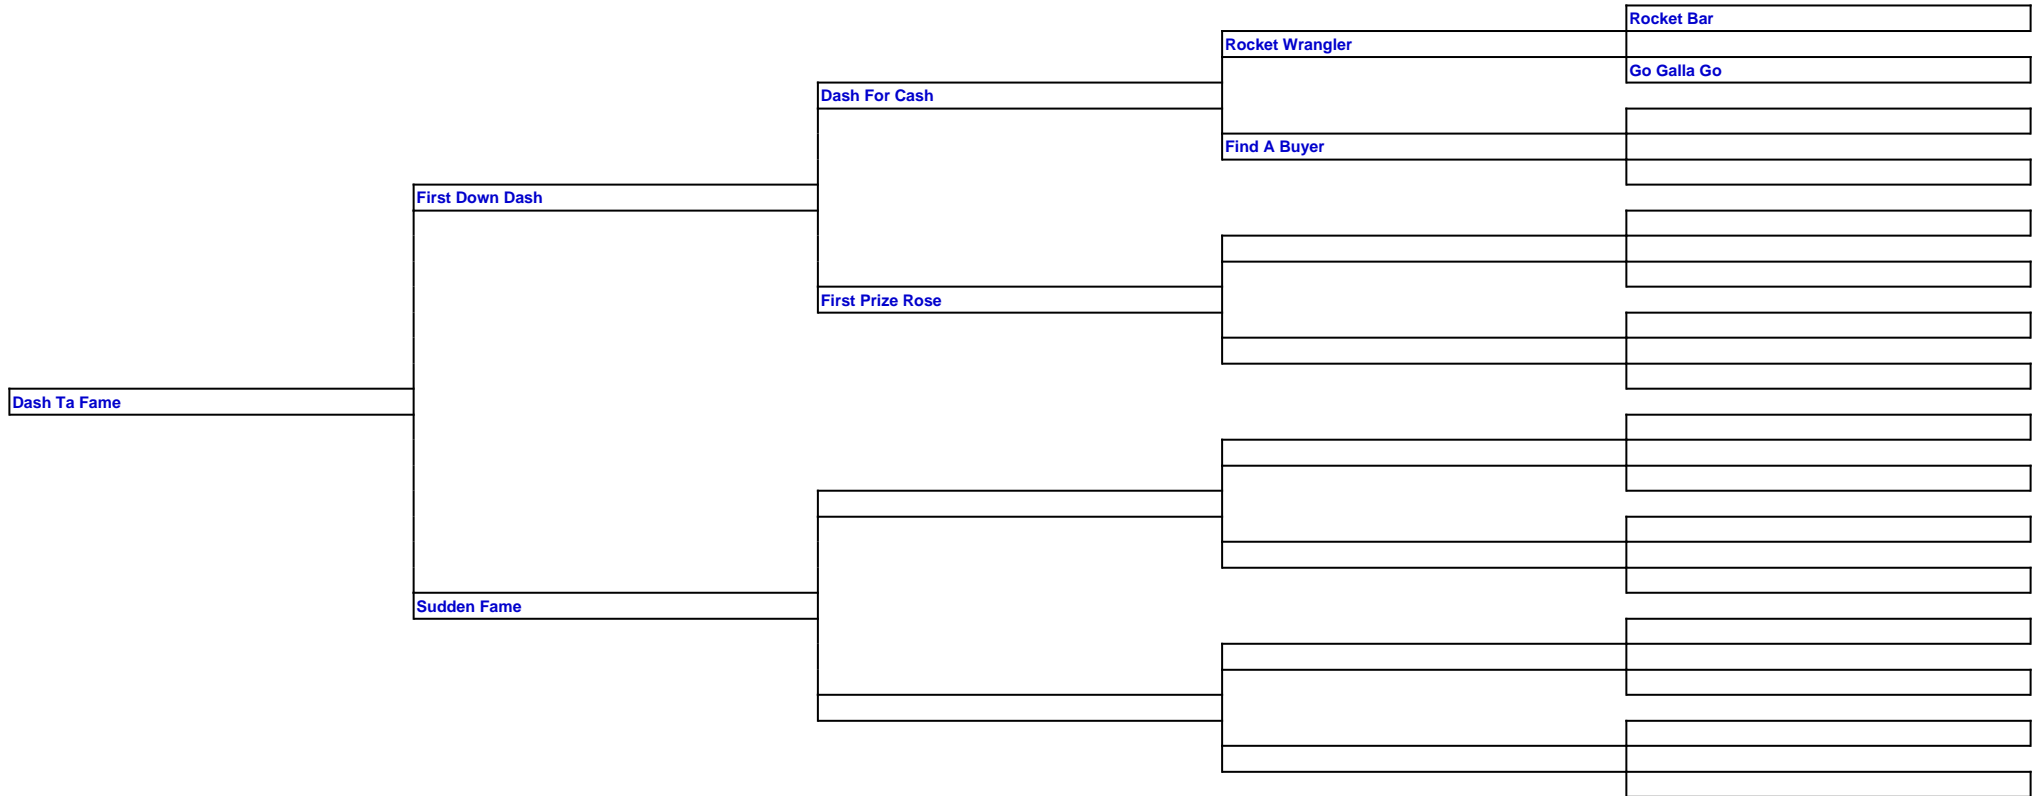 Rocket Bar
Rocket Wrangler
Go Galla Go
Dash For Cash
Find A Buyer
First Down Dash
First Prize Rose
Dash Ta Fame
Sudden Fame